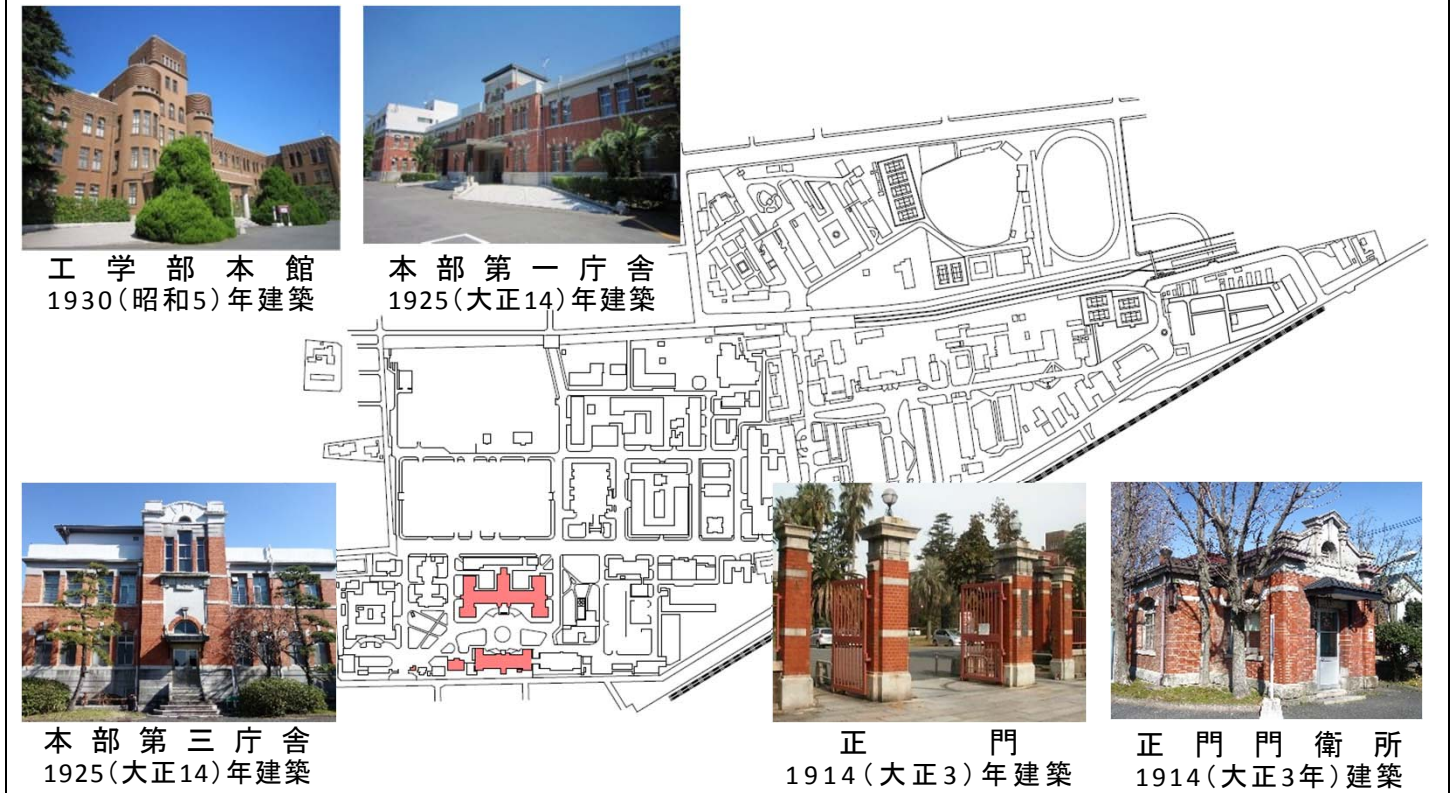 工学部本館
1930(昭和5)年建築
本部第一庁舎
1925(大正14)年建築
本部第三庁舎
1925(大正14)年建築
正門
1914(大正3)年建築
正門門衛所
1914(大正3年)建築